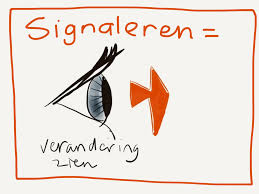 Signaleren =
verandering
zien